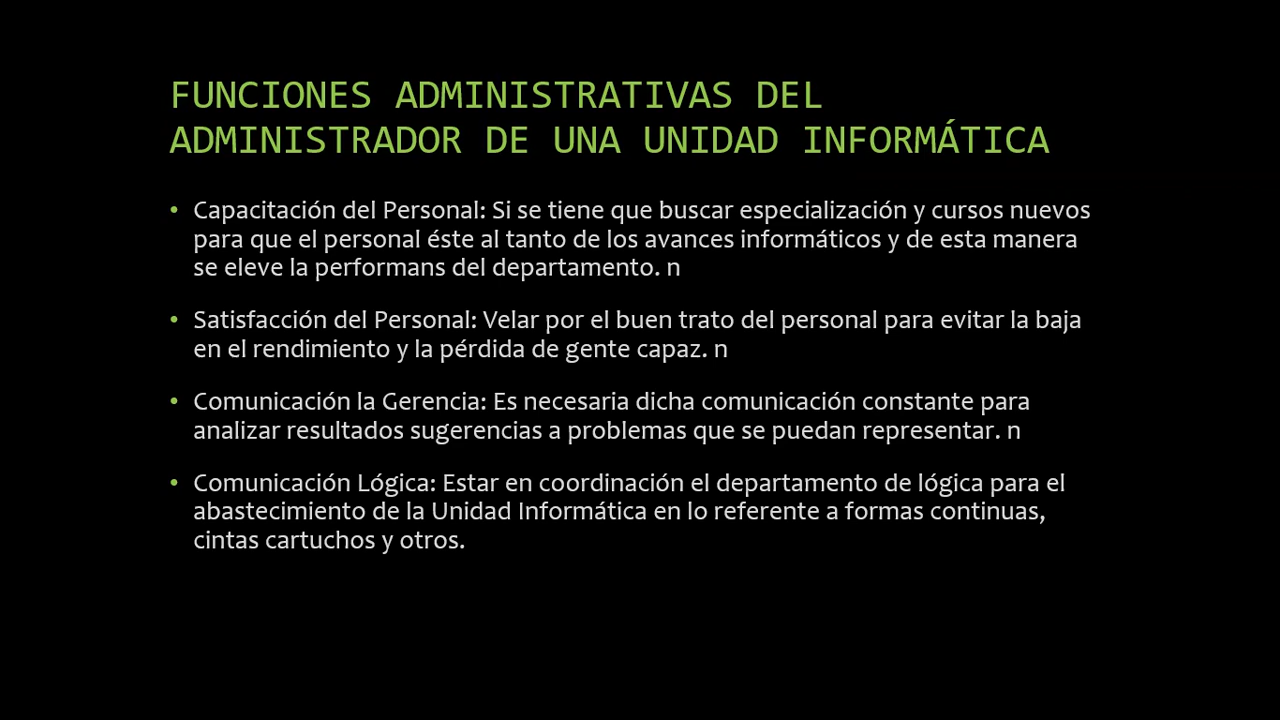 FUNCIONES ADMINISTRATIVAS DEL
ADMINISTRADOR DE UNA UNIDAD INFORMÁTICA
• Capacitación del Personal: Si se tiene que buscar especialización y cursos nuevos
para que el personal éste al tanto de los avances informáticos y de esta manera
se eleve la performans del departamento. n
• Satisfacción del Personal: Velar por el buen trato del personal para evitar la baja
en el rendimiento y la pérdida de gente capaz. n
• Comunicación la Gerencia: Es necesaria dicha comunicación constante para
analizar resultados sugerencias a problemas que se puedan representar. n
• Comunicación Lógica: Estar en coordinación el departamento de lógica para el
abastecimiento de la Unidad Informática en lo referente a formas continuas,
cintas cartuchos y otros.